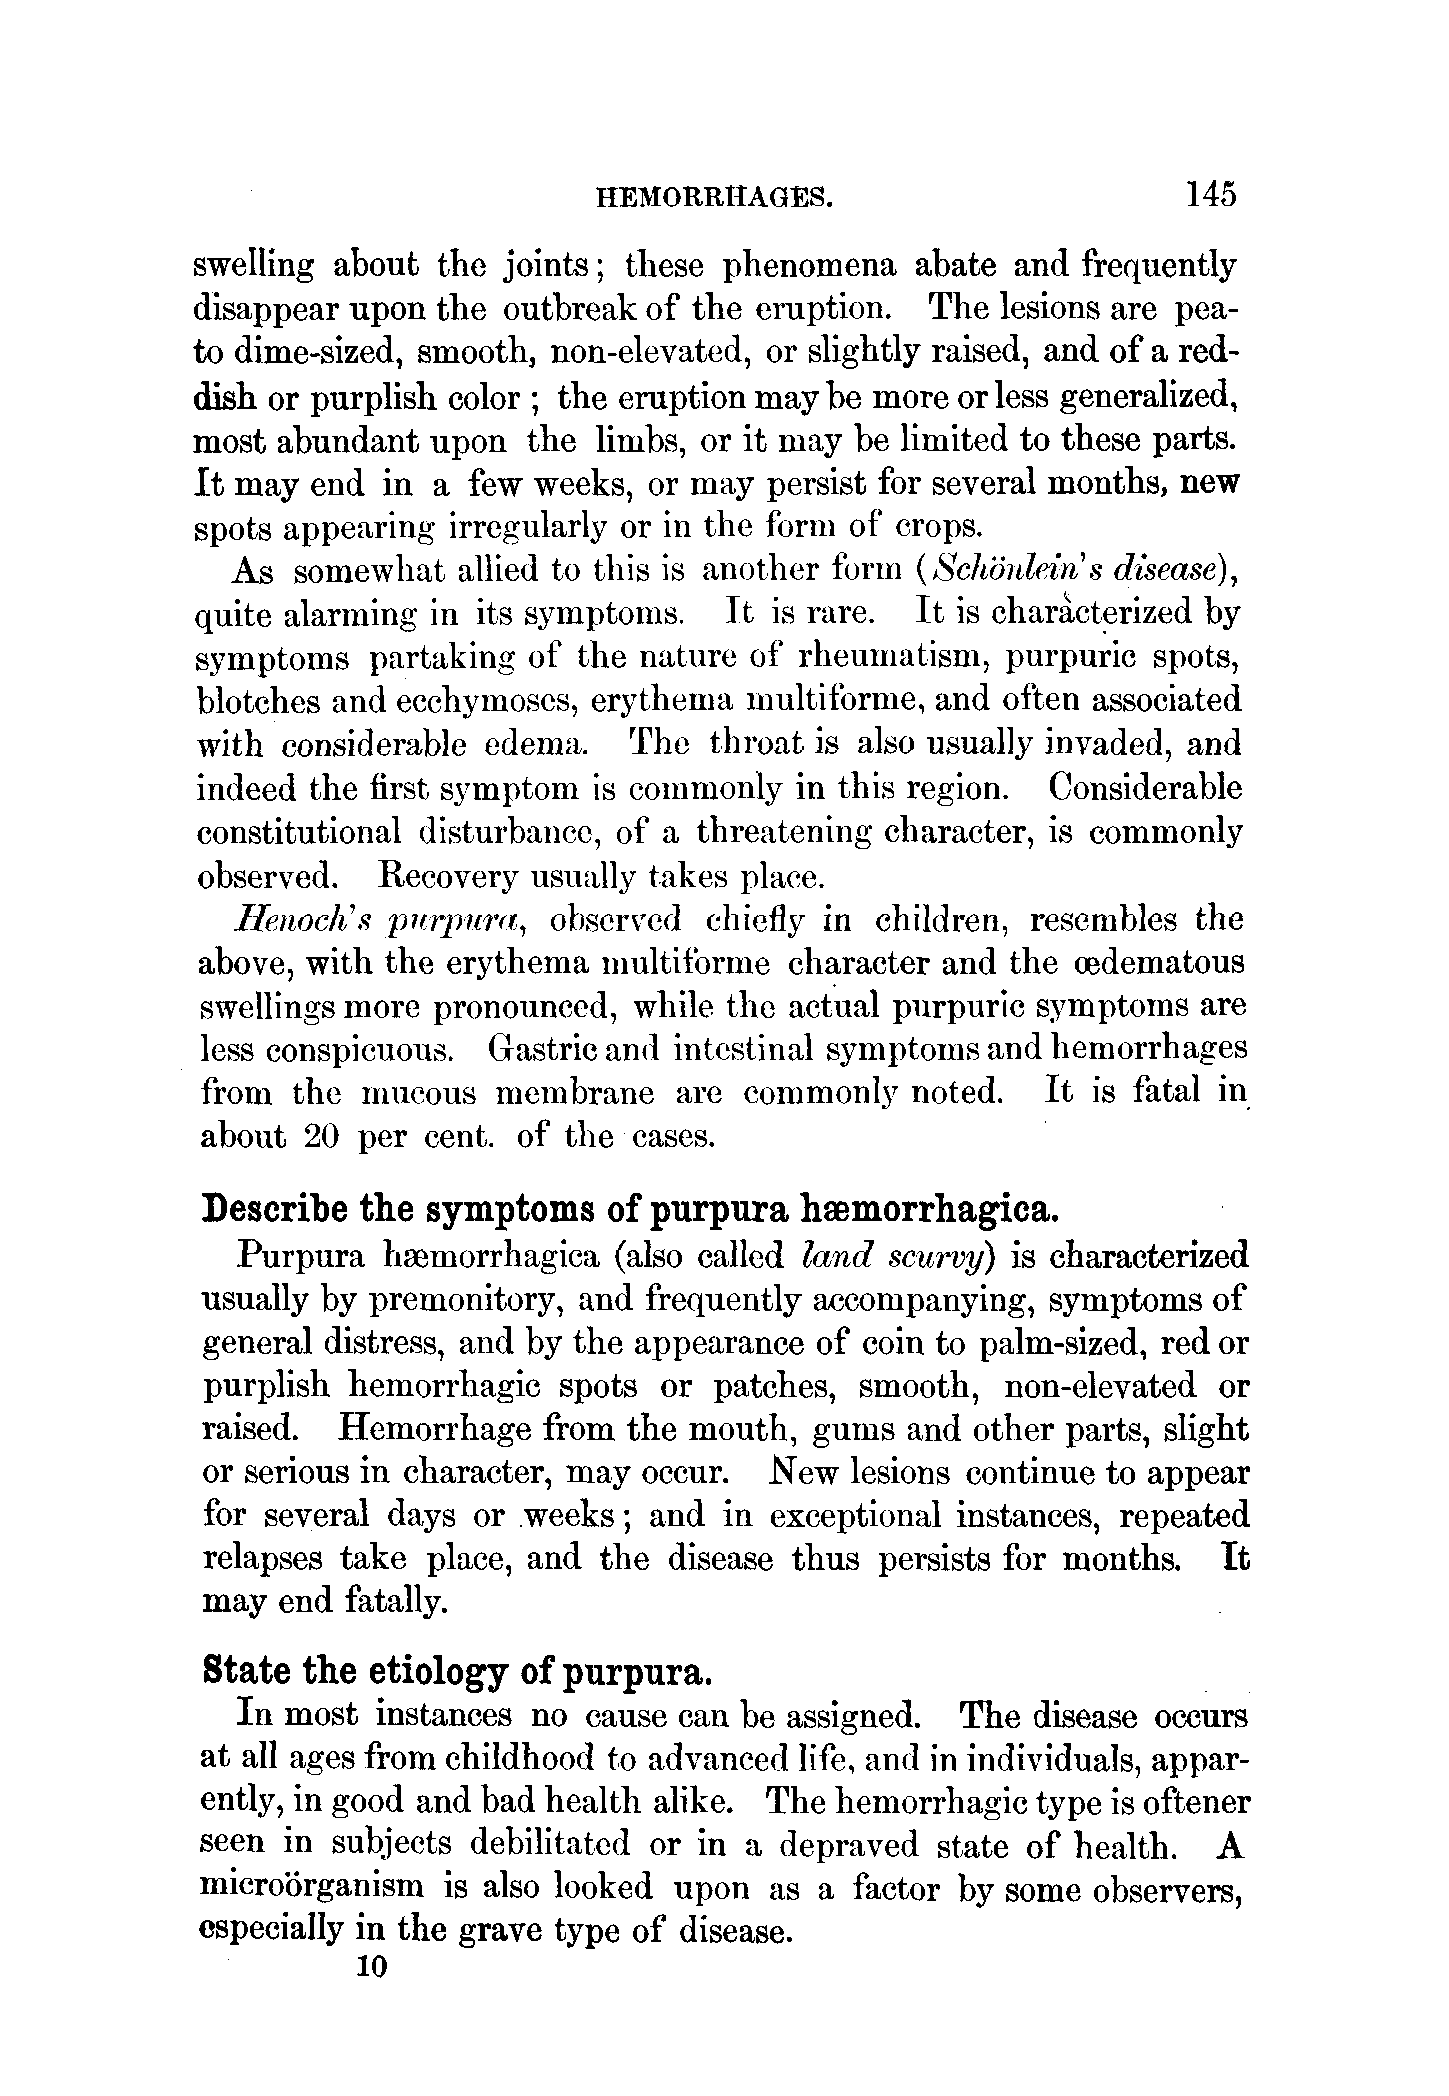 HEMORRHAGES. 145
swelling about the joints; these phenomena abate and frequently
disappear upon the outbreak of the eruption. The lesions are pea-
to dime-sized, smooth, non-elevated, or slightly raised, and of a red-
dish or purplish color; the eruption may be more or less generalized,
most abundant upon the limbs, or it may be limited to these parts.
It may end in a few weeks, or may persist for several months, new
spots appearing irregularly or in the form of crops.
As somewhat allied to this is another form (Schönlein's disease),
quite alarming in its symptoms. It is rare. It is characterized by
symptoms partaking of the nature of rheumatism, purpuric spots,
blotches and ecchymoses, erythema multiforme, and often associated
with considerable edema. The throat is also usually invaded, and
indeed the first symptom is commonly in this region. Considerable
constitutional disturbance, of a threatening character, is commonly
observed. Recovery usually takes place.
Henoch's purpura, observed chiefly in children, resembles the
above, with the erythema multiforme character and the œdematous
swellings more pronounced, while the actual purpuric symptoms are
less conspicuous. Gastric and intestinal symptoms and hemorrhages
from the mucous membrane are commonly noted. It is fatal in
about 20 per cent. of the cases.
Describe the symptoms of purpura hæmorrhagica.
Purpura hæmorrhagica (also called land scurvy) is characterized
usually by premonitory, and frequently accompanying, symptoms of
general distress, and by the appearance of coin to palm-sized, red or
purplish hemorrhagic spots or patches, smooth, non-elevated or
raised. Hemorrhage from the mouth, gums and other parts, slight
or serious in character, may occur. New lesions continue to appear
for several days or weeks; and in exceptional instances, repeated
relapses take place, and the disease thus persists for months. It
may end fatally.
State the etiology of purpura.
In most instances no cause can be assigned. The disease occurs
at all ages from childhood to advanced life, and in individuals, appar-
ently, in good and bad health alike. The hemorrhagic type is oftener
seen in subjects debilitated or in a depraved state of health. A
microörganism is also looked upon as a factor by some observers,
especially in the grave type of disease.
10